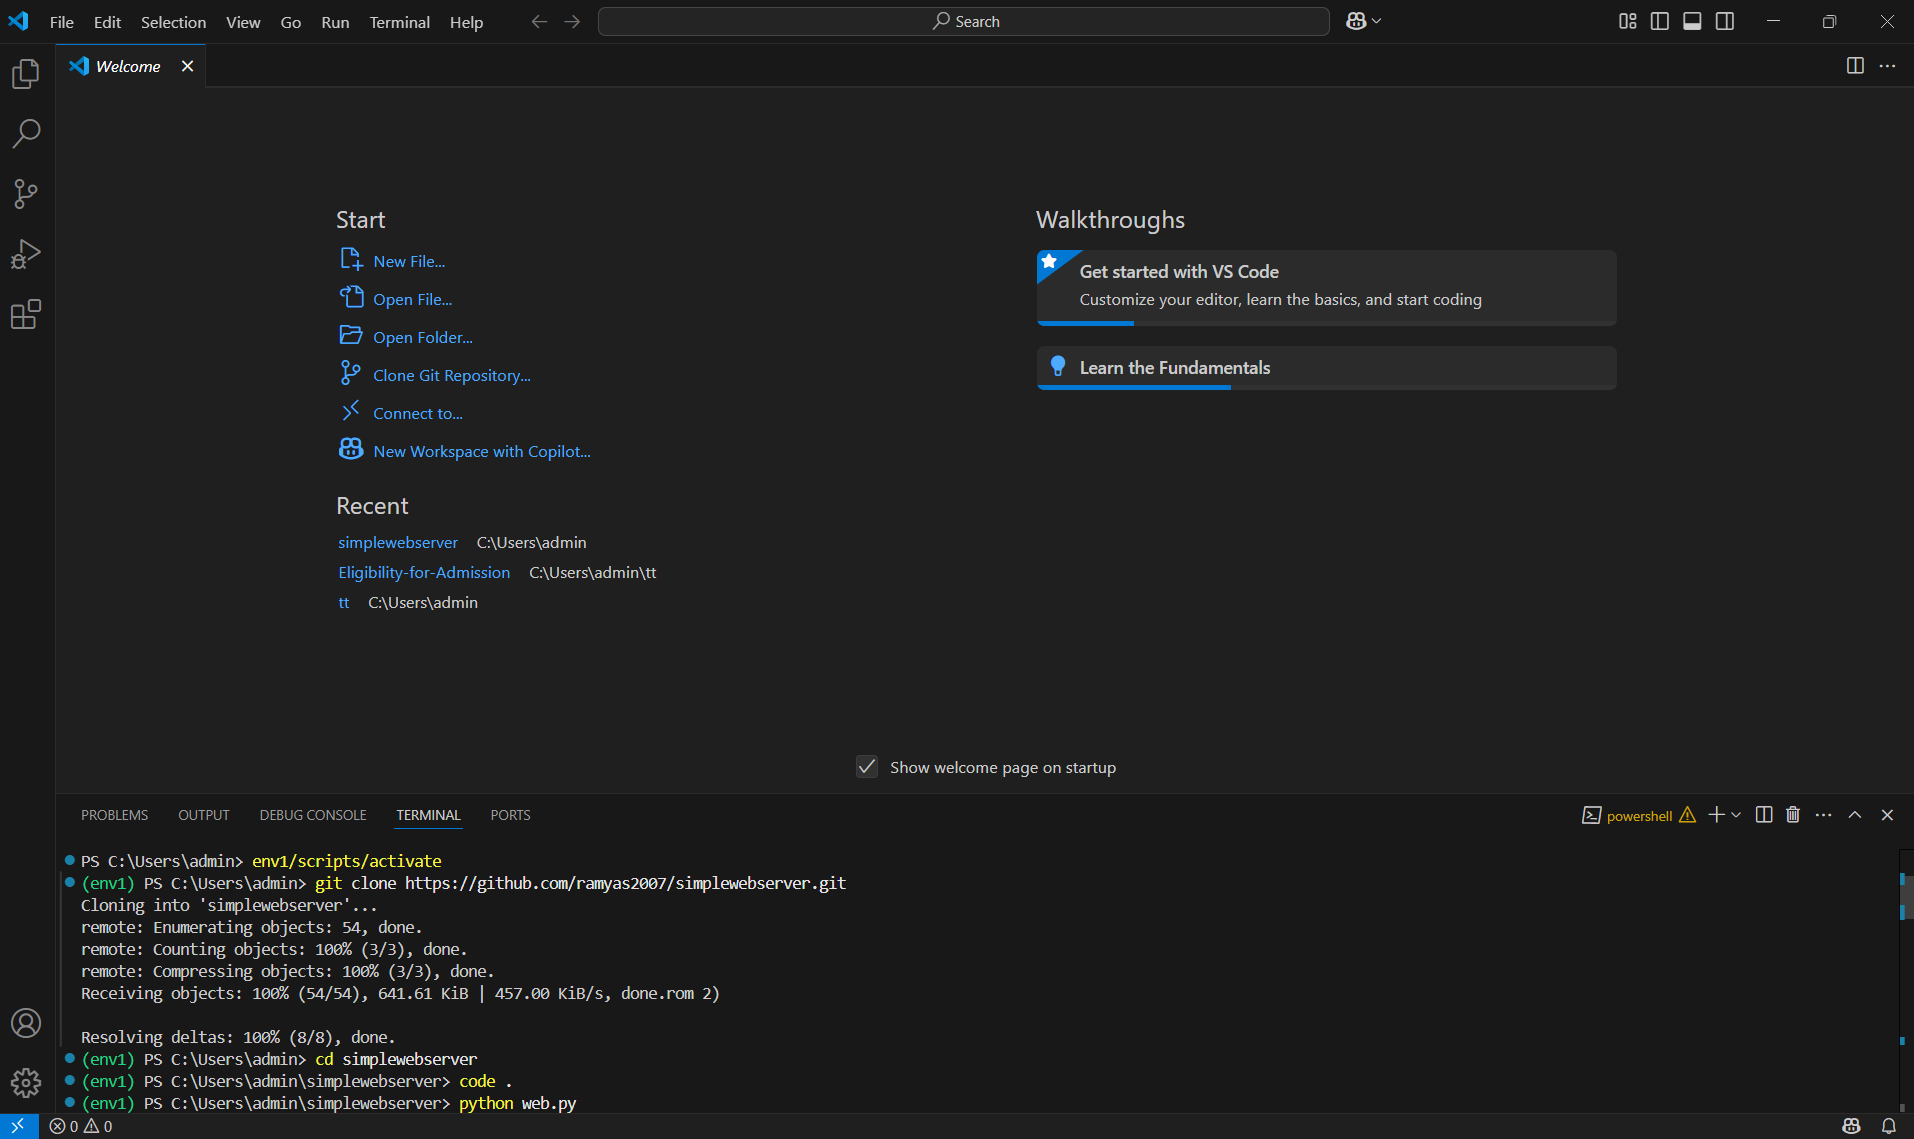 File Edit Selection View Go Run Terminal Help Search
Welcome
Start
New File...
Open File...
Open Folder...
Clone Git Repository...
Connect to...
New Workspace with Copilot...
Recent
simplewebserver C:\Users\admin
Eligibility-for-Admission C:\Users\admin\tt
tt C:\Users\admin
Walkthroughs
Get started with VS Code
Customize your editor, learn the basics, and start coding
Learn the Fundamentals
Show welcome page on startup
PROBLEMS OUTPUT DEBUG CONSOLE TERMINAL PORTS powershell
PS C:\Users\admin> env1/scripts/activate
(env1) PS C:\Users\admin> git clone https://github.com/ramyas2007/simplewebserver.git
Cloning into 'simplewebserver'...
remote: Enumerating objects: 54, done.
remote: Counting objects: 100% (3/3), done.
remote: Compressing objects: 100% (3/3), done.
Receiving objects: 100% (54/54), 641.61 KiB | 457.00 KiB/s, done.rom 2)
Resolving deltas: 100% (8/8), done.
(env1) PS C:\Users\admin> cd simplewebserver
(env1) PS C:\Users\admin\simplewebserver> code .
(env1) PS C:\Users\admin\simplewebserver> python web.py
0 0